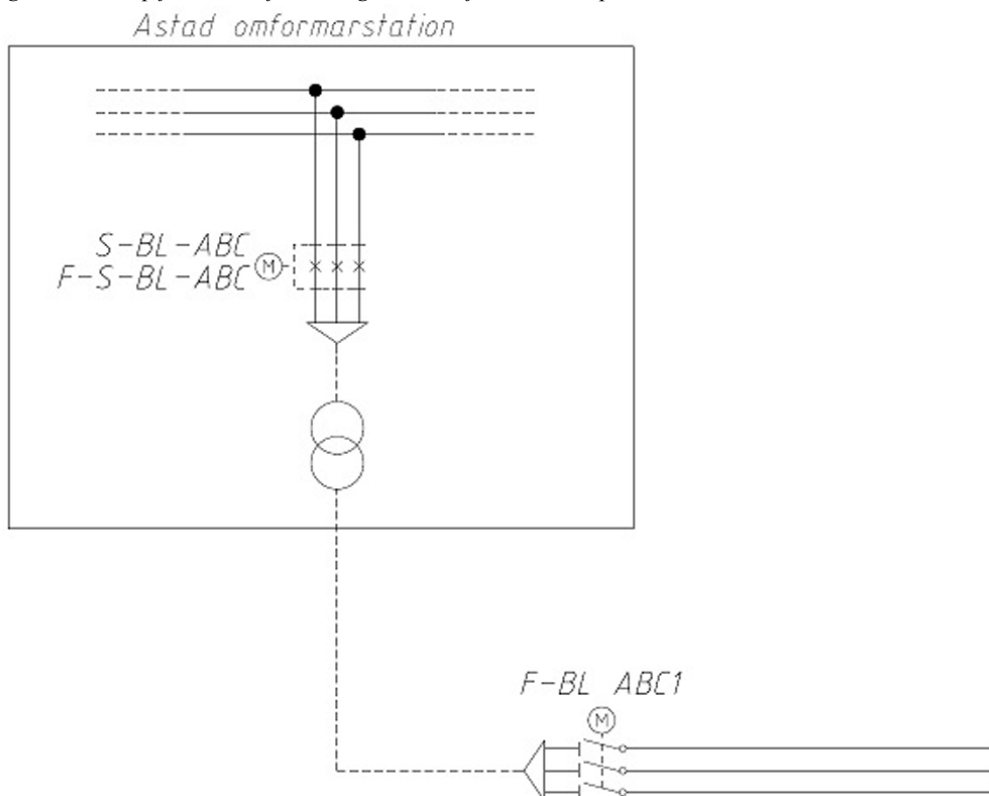 Astad omformarstation
S-BL-ABC
F-S-BL-ABC
M
F-BL ABC1
M